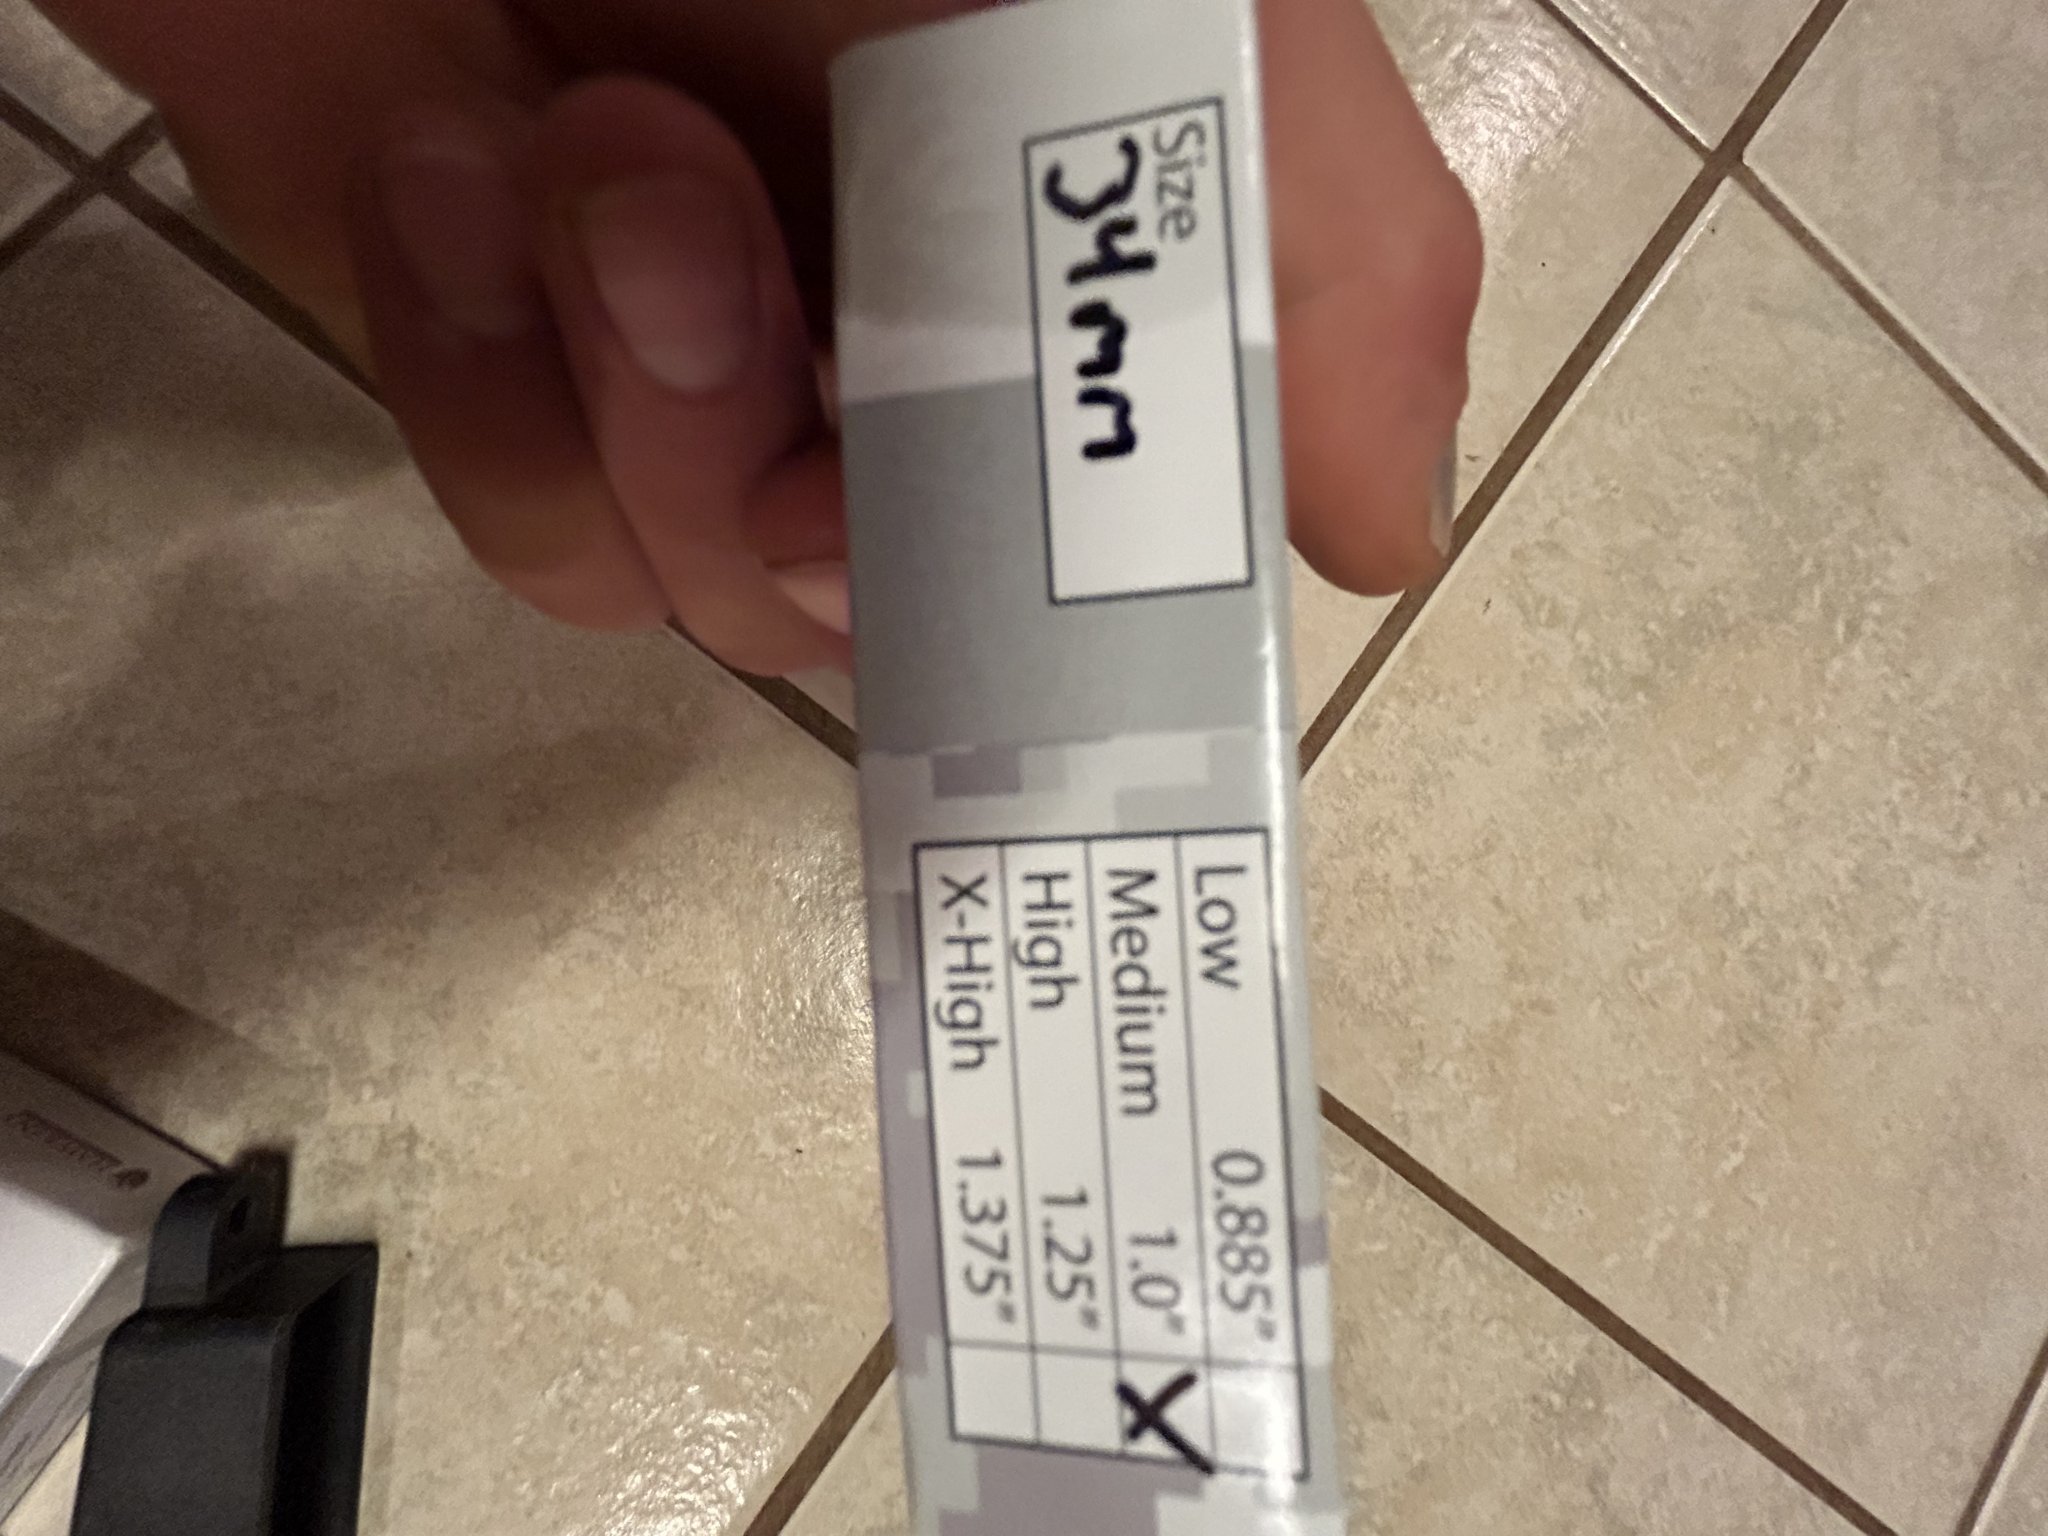 Size
34mm
Low 0.885"
Medium 1.0" X
High 1.25"
X-High 1.375"